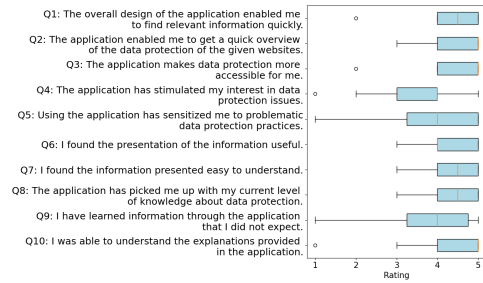 Q1: The overall design of the application enabled me
to find relevant information quickly.
Q2: The application enabled me to get a quick overview
of the data protection of the given websites.
Q3: The application makes data protection more
accessible for me.
Q4: The application has stimulated my interest in data
protection issues.
Q5: Using the application has sensitized me to problematic
data protection practices.
Q6: I found the presentation of the information useful.
Q7: I found the information presented easy to understand.
Q8: The application has picked me up with my current level
of knowledge about data protection.
Q9: I have learned information through the application
that I did not expect.
Q10: I was able to understand the explanations provided
in the application.
1 2 3 4 5
Rating